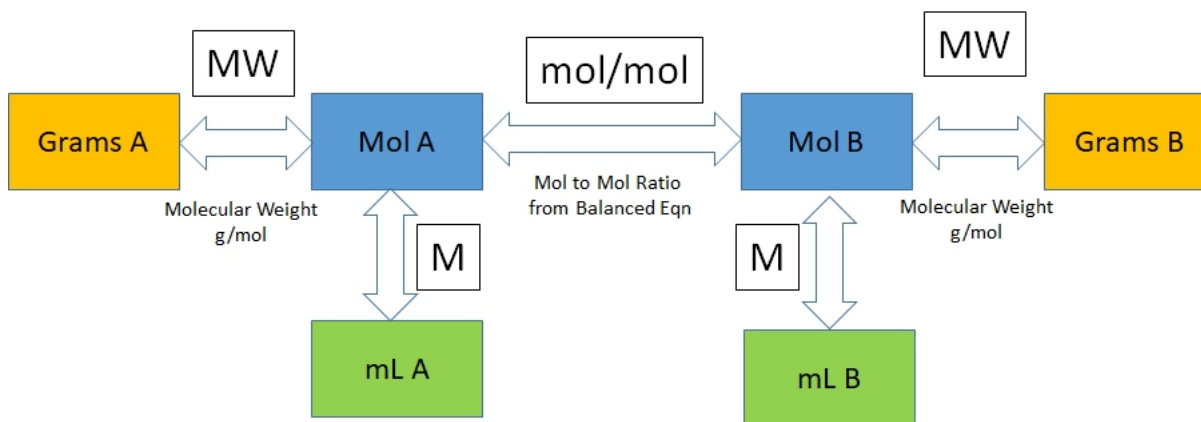 MW
mol/mol
MW
Grams A
Mol A
Mol B
Grams B
Molecular Weight
g/mol
Mol to Mol Ratio
from Balanced Eqn
Molecular Weight
g/mol
M
M
mL A
mL B